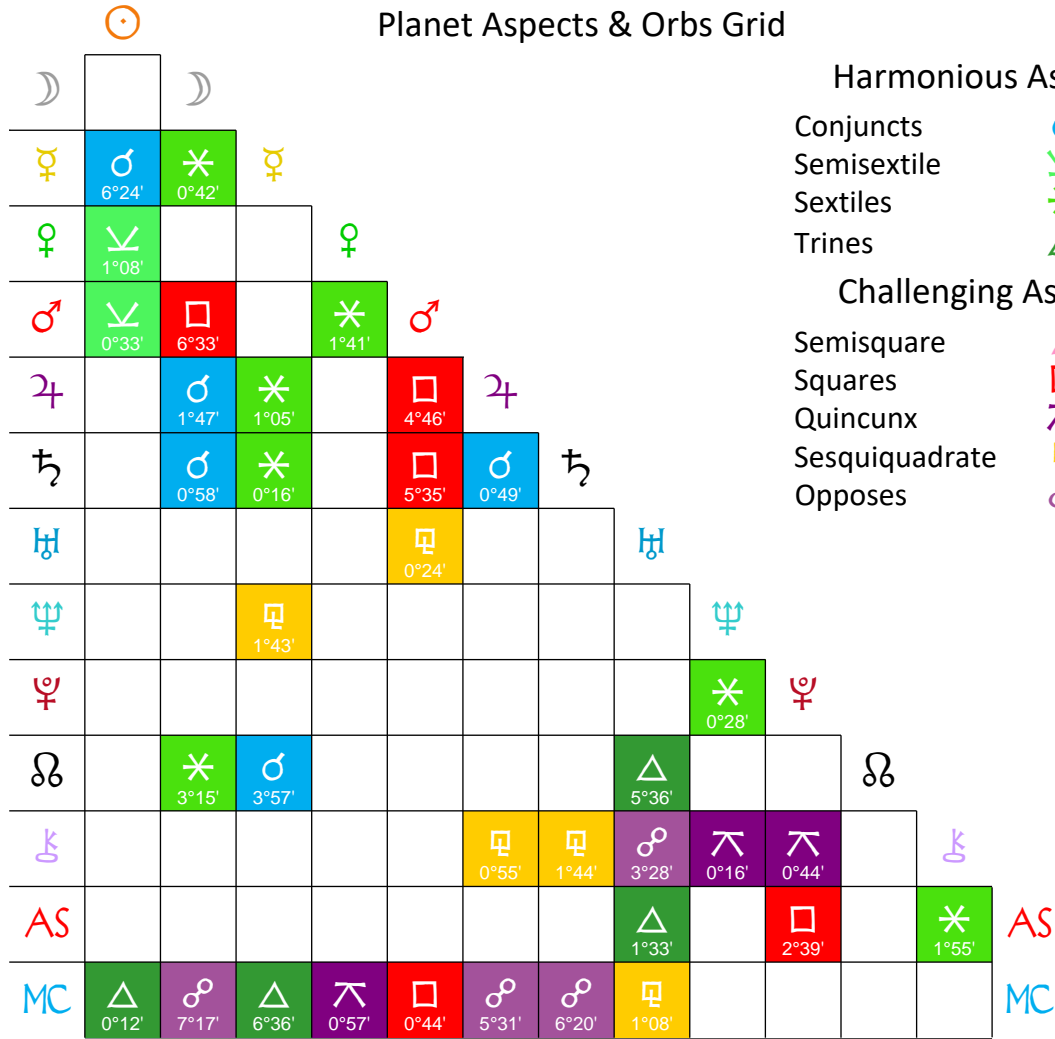 Planet Aspects & Orbs Grid
Harmonious As
Conjuncts
Semisextile
Sextiles
Trines
Challenging As
Semisquare
Squares
Quincunx
Sesquiquadrate
Opposes
☉
☽ ☽
☿ ☌ 6°24' ⚹ 0°42' ☿
♀ ⚺ 1°08' ♀
♂ ⚺ 0°33' □ 6°33' ⚹ 1°41' ♂
♃ ☌ 1°47' ⚹ 1°05' □ 4°46' ♃
♄ ☌ 0°58' ⚹ 0°16' □ 5°35' ☌ 0°49' ♄
♅ ⚼ 0°24' ♅
♆ ⚼ 1°43' ♆
⯓ ⚹ 0°28' ⯓
☊ ⚹ 3°15' ☌ 3°57' △ 5°36' ☊
⚷ ⚼ 0°55' ⚼ 1°44' ☍ 3°28' ⚻ 0°16' ⚻ 0°44' ⚷
AS △ 1°33' □ 2°39' ⚹ 1°55' AS
MC △ 0°12' ☍ 7°17' △ 6°36' ⚻ 0°57' □ 0°44' ☍ 5°31' ☍ 6°20' ⚼ 1°08' MC